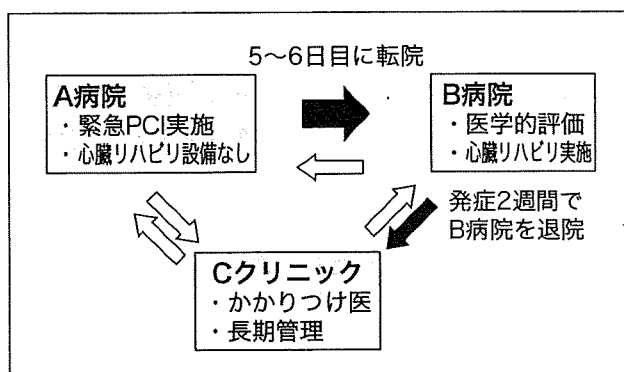 5～6日目に転院
A病院
・緊急PCI実施
・心臓リハビリ設備なし
B病院
・医学的評価
・心臓リハビリ実施
発症2週間で
B病院を退院
Cクリニック
・かかりつけ医
・長期管理